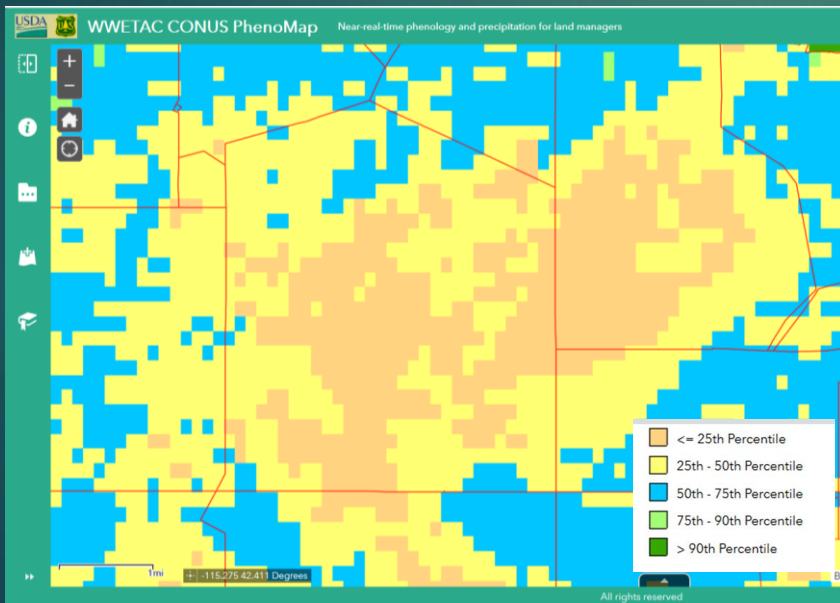 USDA
WWETAC CONUS PhenoMap
Near-real-time phenology and precipitation for land managers
+
−
<= 25th Percentile
25th - 50th Percentile
50th - 75th Percentile
75th - 90th Percentile
> 90th Percentile
1mi
-115.275 42.411 Degrees
All rights reserved